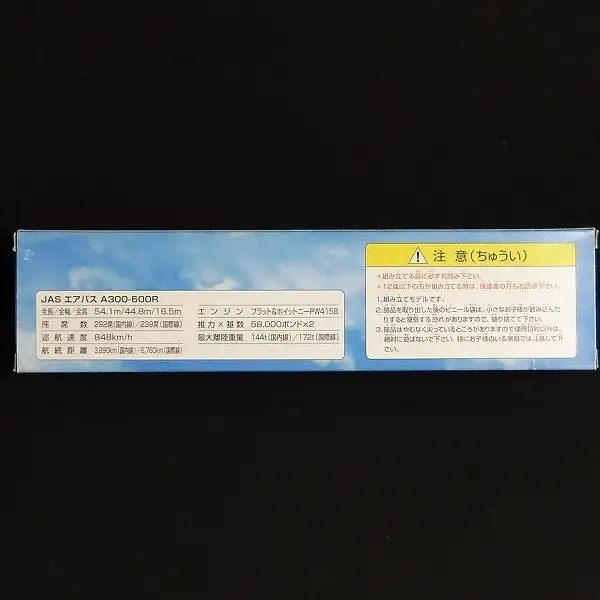 JAS エアバス A300-600R
全長/全幅/全高 54.1m/44.8m/16.5m エンジン プラット&ホイットニーPW4158
座席数 292席(国内線)/239席(国際線) 推力×基数 58,000ポンド×2
巡航速度 848km/h 最大離陸重量 144t(国内線)/172t(国際線)
航続距離 3,890km(国内線)/6,760km(国際線)
注意(ちゅうい)
*組み立てる前に必ずお読み下さい。
*12歳以下の方が組み立てる時は、保護者の方もお読み下さい。
1.組み立てモデルです。
2.部品を取り出した後のビニール袋は、小さなお子様が飲み込んだ
りすると窒息する恐れがありますので、破り捨てて下さい。
3.部品はやむなく尖っているところがありますので使用目的以外は、
絶対に遊ばないで下さい。特にお子様のいる家庭では注意して下
さい。